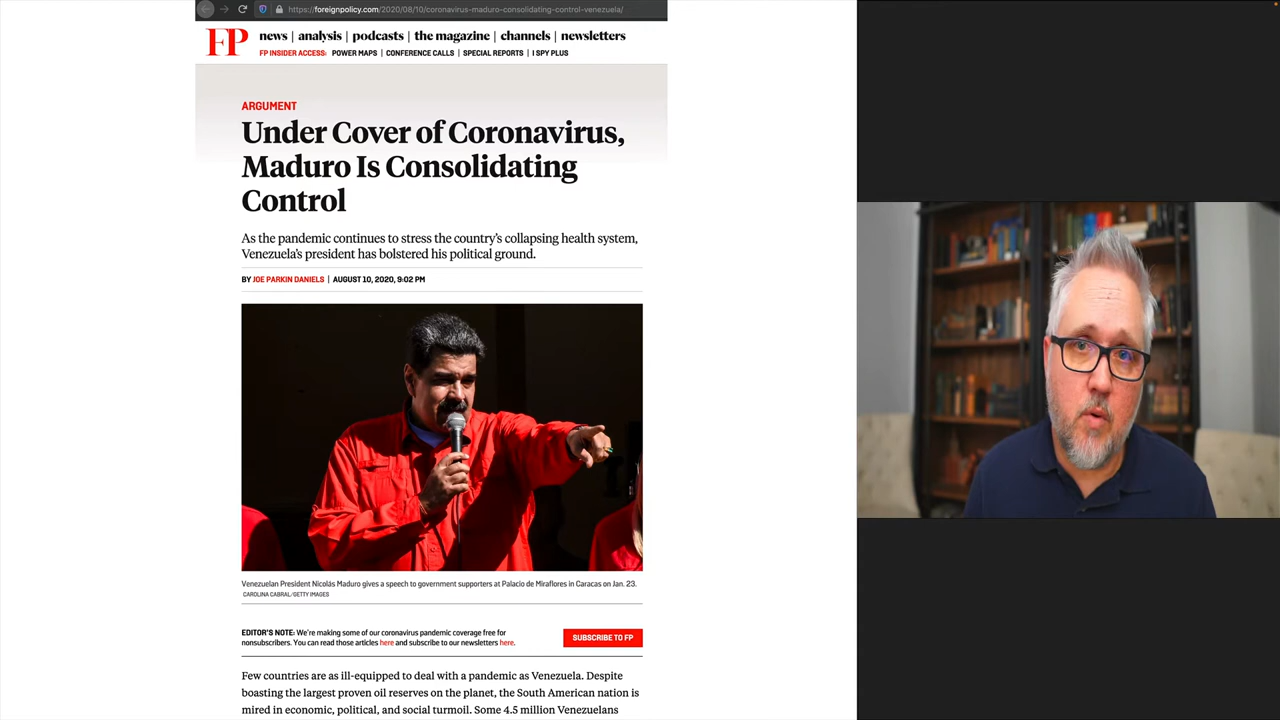 https://foreignpolicy.com/2020/08/10/coronavirus-maduro-consolidating-control-venezuela/
FP
news | analysis | podcasts | the magazine | channels | newsletters
FP INSIDER ACCESS: POWER MAPS | CONFERENCE CALLS | SPECIAL REPORTS | I SPY PLUS
ARGUMENT
Under Cover of Coronavirus,
Maduro Is Consolidating
Control
As the pandemic continues to stress the country's collapsing health system,
Venezuela's president has bolstered his political ground.
BY JOE PARKIN DANIELS | AUGUST 10, 2020, 9:02 PM
Venezuelan President Nicolás Maduro gives a speech to government supporters at Palacio de Miraflores in Caracas on Jan. 23.
CAROLINA CABRAL/GETTY IMAGES
EDITOR'S NOTE: We're making some of our coronavirus pandemic coverage free for
nonsubscribers. You can read those articles here and subscribe to our newsletters here.
SUBSCRIBE TO FP
Few countries are as ill-equipped to deal with a pandemic as Venezuela. Despite
boasting the largest proven oil reserves on the planet, the South American nation is
mired in economic, political, and social turmoil. Some 4.5 million Venezuelans